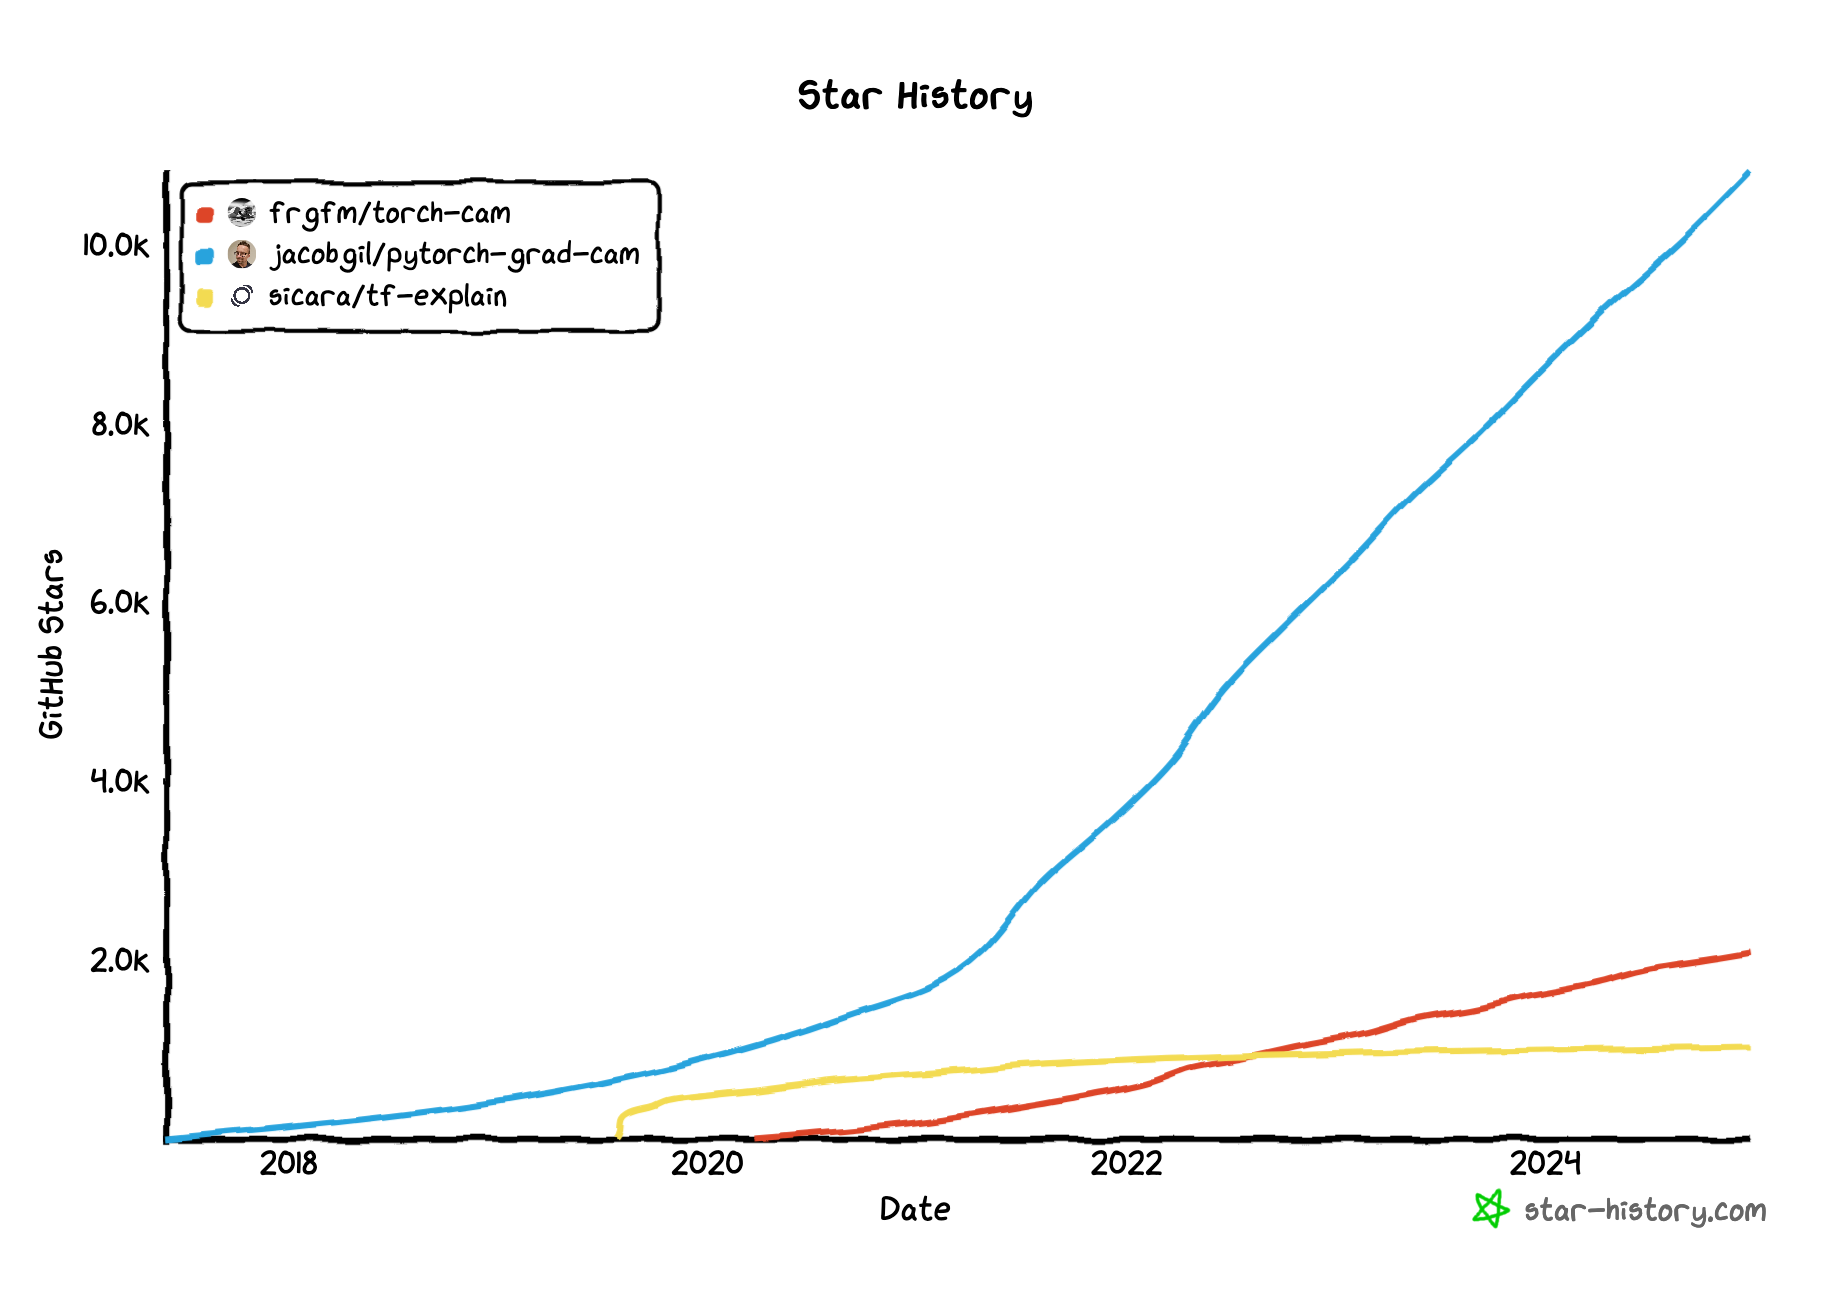 Star History
frgfm/torch-cam
jacobgil/pytorch-grad-cam
sicara/tf-explain
10.0k
8.0k
6.0k
4.0k
2.0k
GitHub Stars
2018 2020 2022 2024
Date
star-history.com